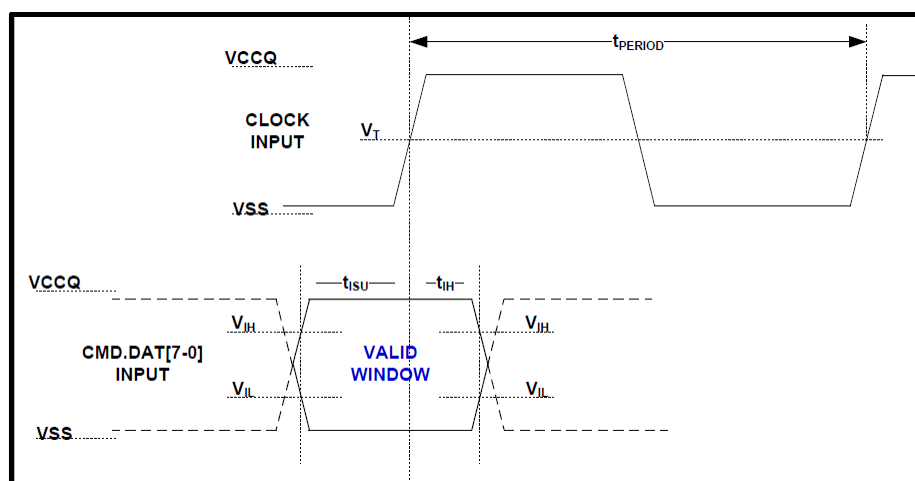 tPERIOD
VCCQ
CLOCK
INPUT
VT
VSS
VCCQ
tISU
tIH
VIH
VIH
CMD.DAT[7-0]
INPUT
VALID
WINDOW
VIL
VIL
VSS